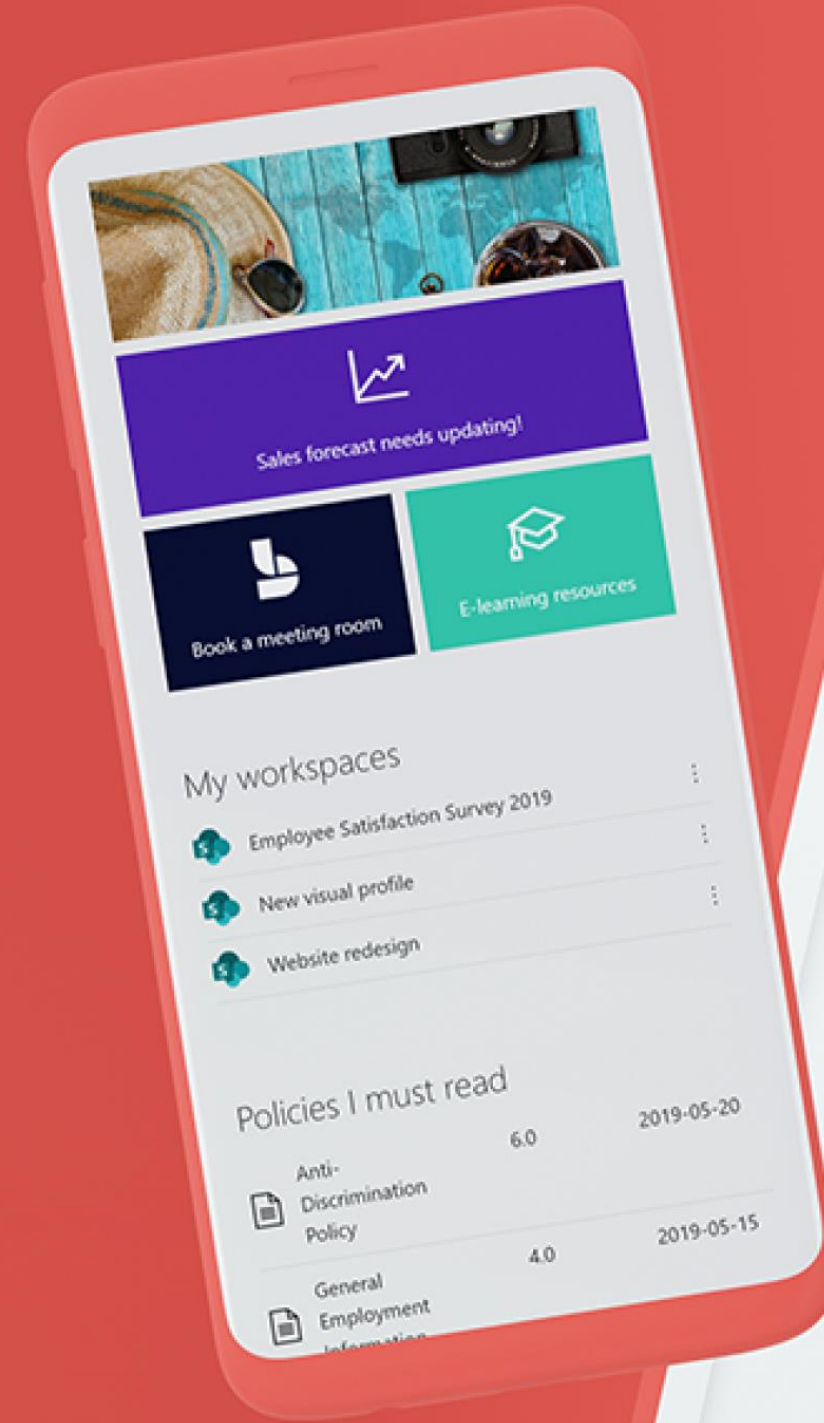 Sales forecast needs updating!
Book a meeting room
E-learning resources
My workspaces
Employee Satisfaction Survey 2019
New visual profile
Website redesign
Policies I must read
Anti-
Discrimination
Policy
6.0
2019-05-20
General
Employment
Information
4.0
2019-05-15